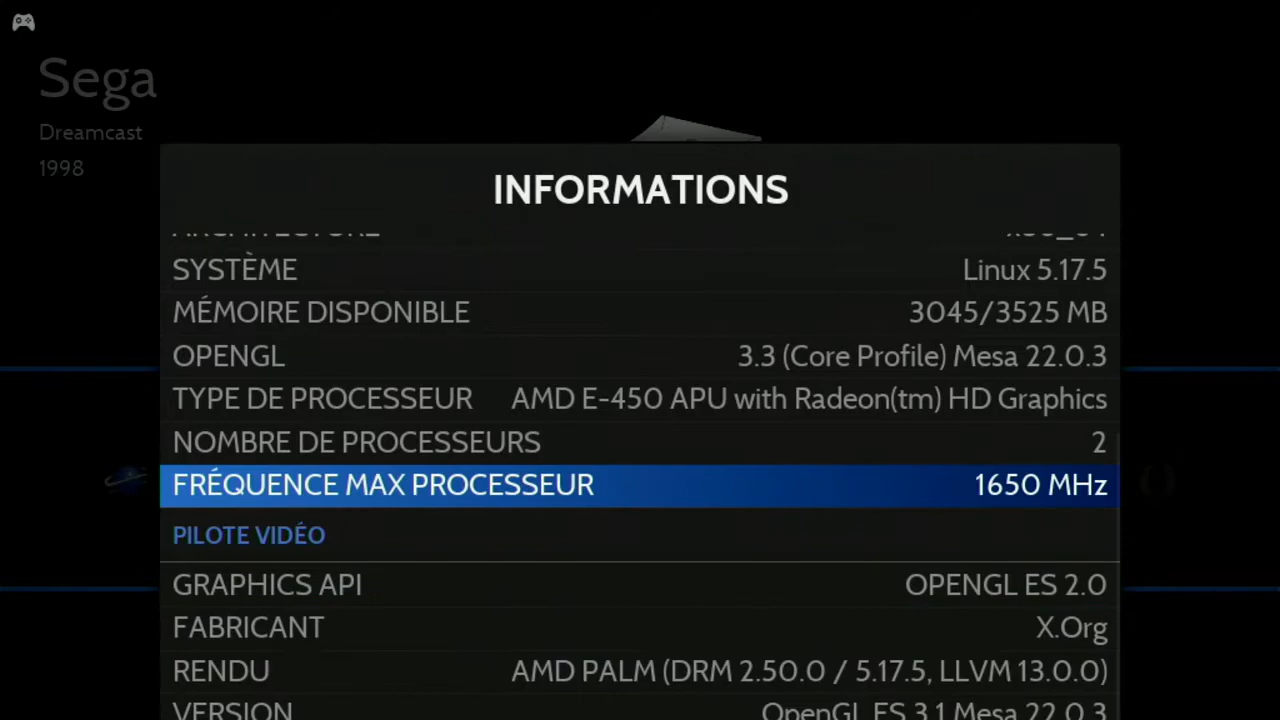 Sega
Dreamcast
1998
INFORMATIONS
ARCHITECTURE x86_64
SYSTÈME Linux 5.17.5
MÉMOIRE DISPONIBLE 3045/3525 MB
OPENGL 3.3 (Core Profile) Mesa 22.0.3
TYPE DE PROCESSEUR AMD E-450 APU with Radeon(tm) HD Graphics
NOMBRE DE PROCESSEURS 2
FRÉQUENCE MAX PROCESSEUR 1650 MHz
PILOTE VIDÉO
GRAPHICS API OPENGL ES 2.0
FABRICANT X.Org
RENDU AMD PALM (DRM 2.50.0 / 5.17.5, LLVM 13.0.0)
VERSION OpenGL ES 3.1 Mesa 22.0.3